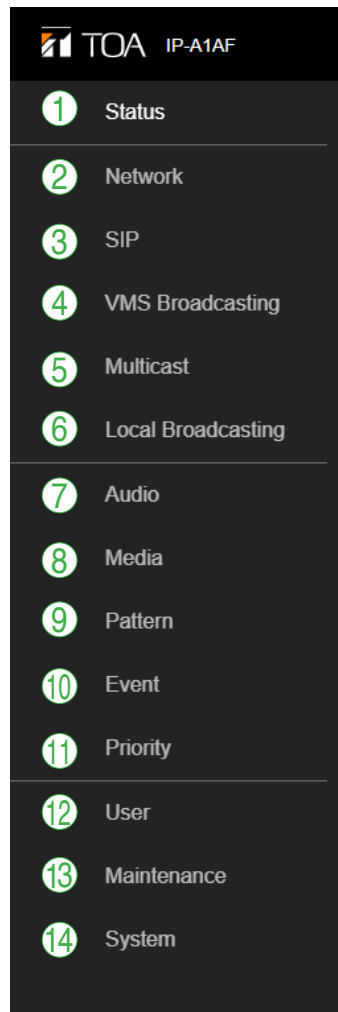 TOA IP-A1AF
1 Status
2 Network
3 SIP
4 VMS Broadcasting
5 Multicast
6 Local Broadcasting
7 Audio
8 Media
9 Pattern
10 Event
11 Priority
12 User
13 Maintenance
14 System